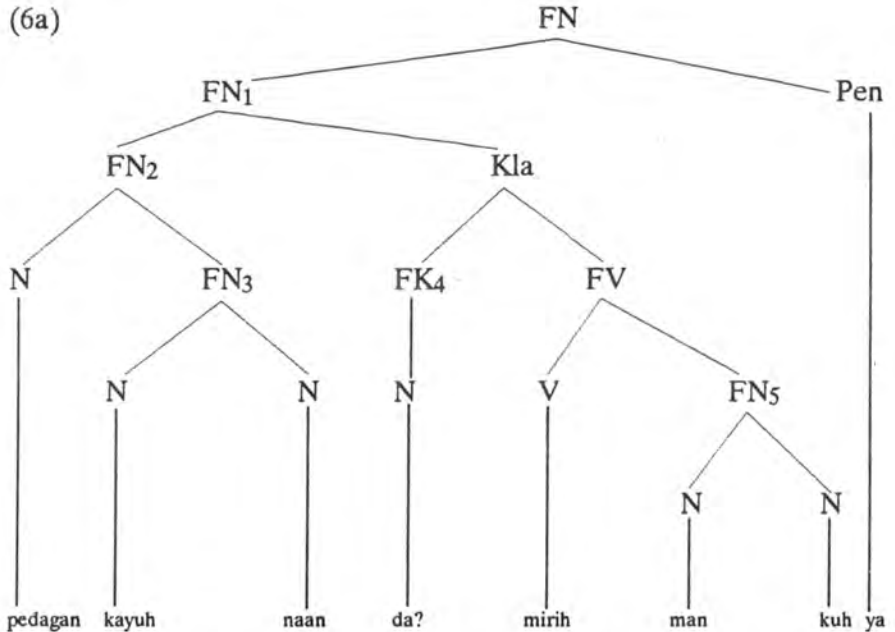 (6a) FN
FN₁ Pen
FN₂ Kla
N FN₃ FK₄ FV
N N N V FN₅
N N
pedagan kayuh naan da? mirih man kuh ya